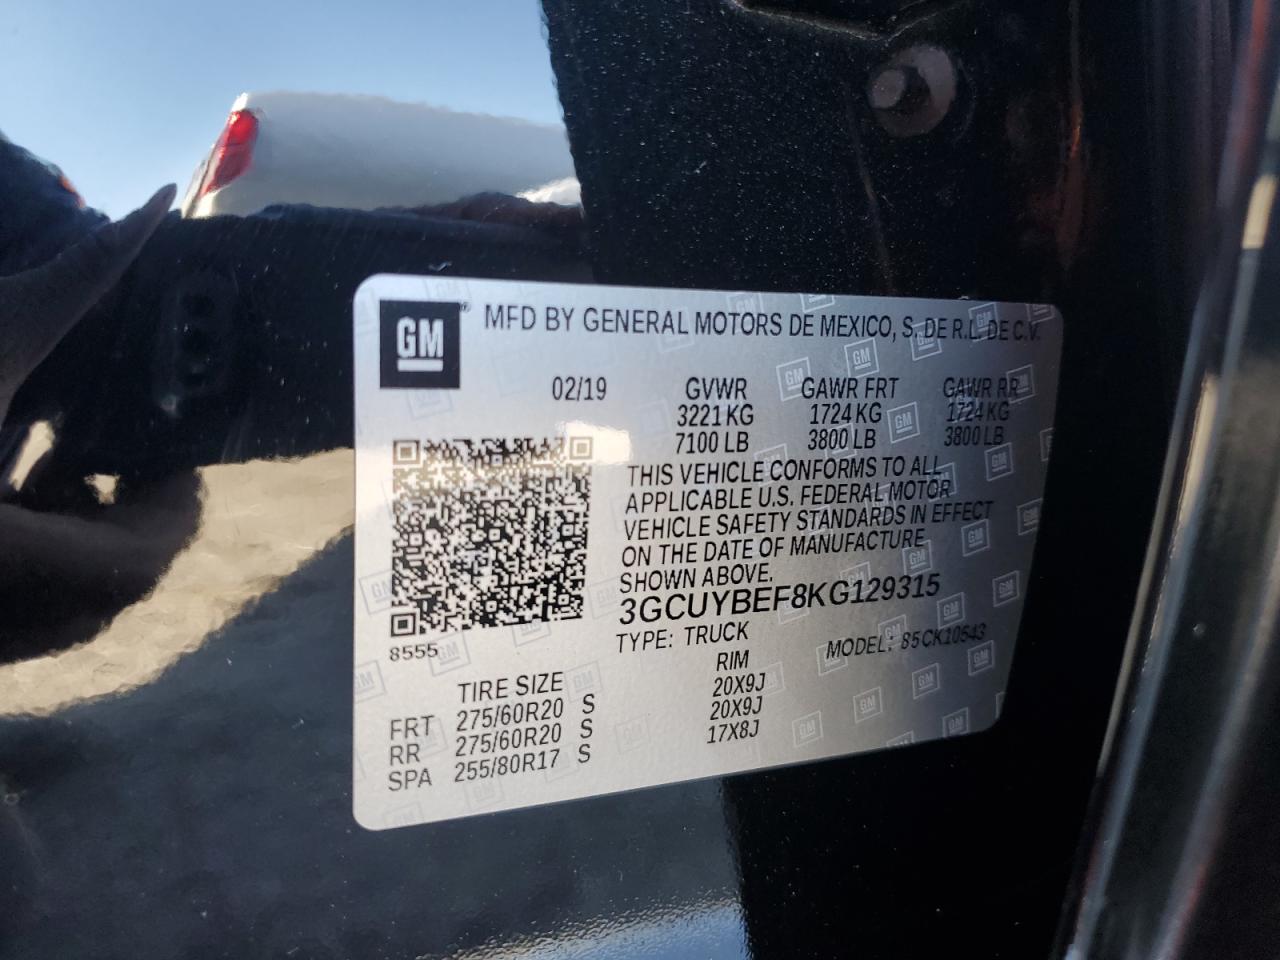 GM® MFD BY GENERAL MOTORS DE MEXICO, S. DE R.L. DE C.V.
02/19 GVWR GAWR FRT GAWR RR
3221 KG 1724 KG 1724 KG
7100 LB 3800 LB 3800 LB
THIS VEHICLE CONFORMS TO ALL
APPLICABLE U.S. FEDERAL MOTOR
VEHICLE SAFETY STANDARDS IN EFFECT
ON THE DATE OF MANUFACTURE
SHOWN ABOVE.
3GCUYBEF8KG129315
8555 TYPE: TRUCK MODEL: 85 CK10543
TIRE SIZE RIM
FRT 275/60R20 S 20X9J
RR 275/60R20 S 20X9J
SPA 255/80R17 S 17X8J